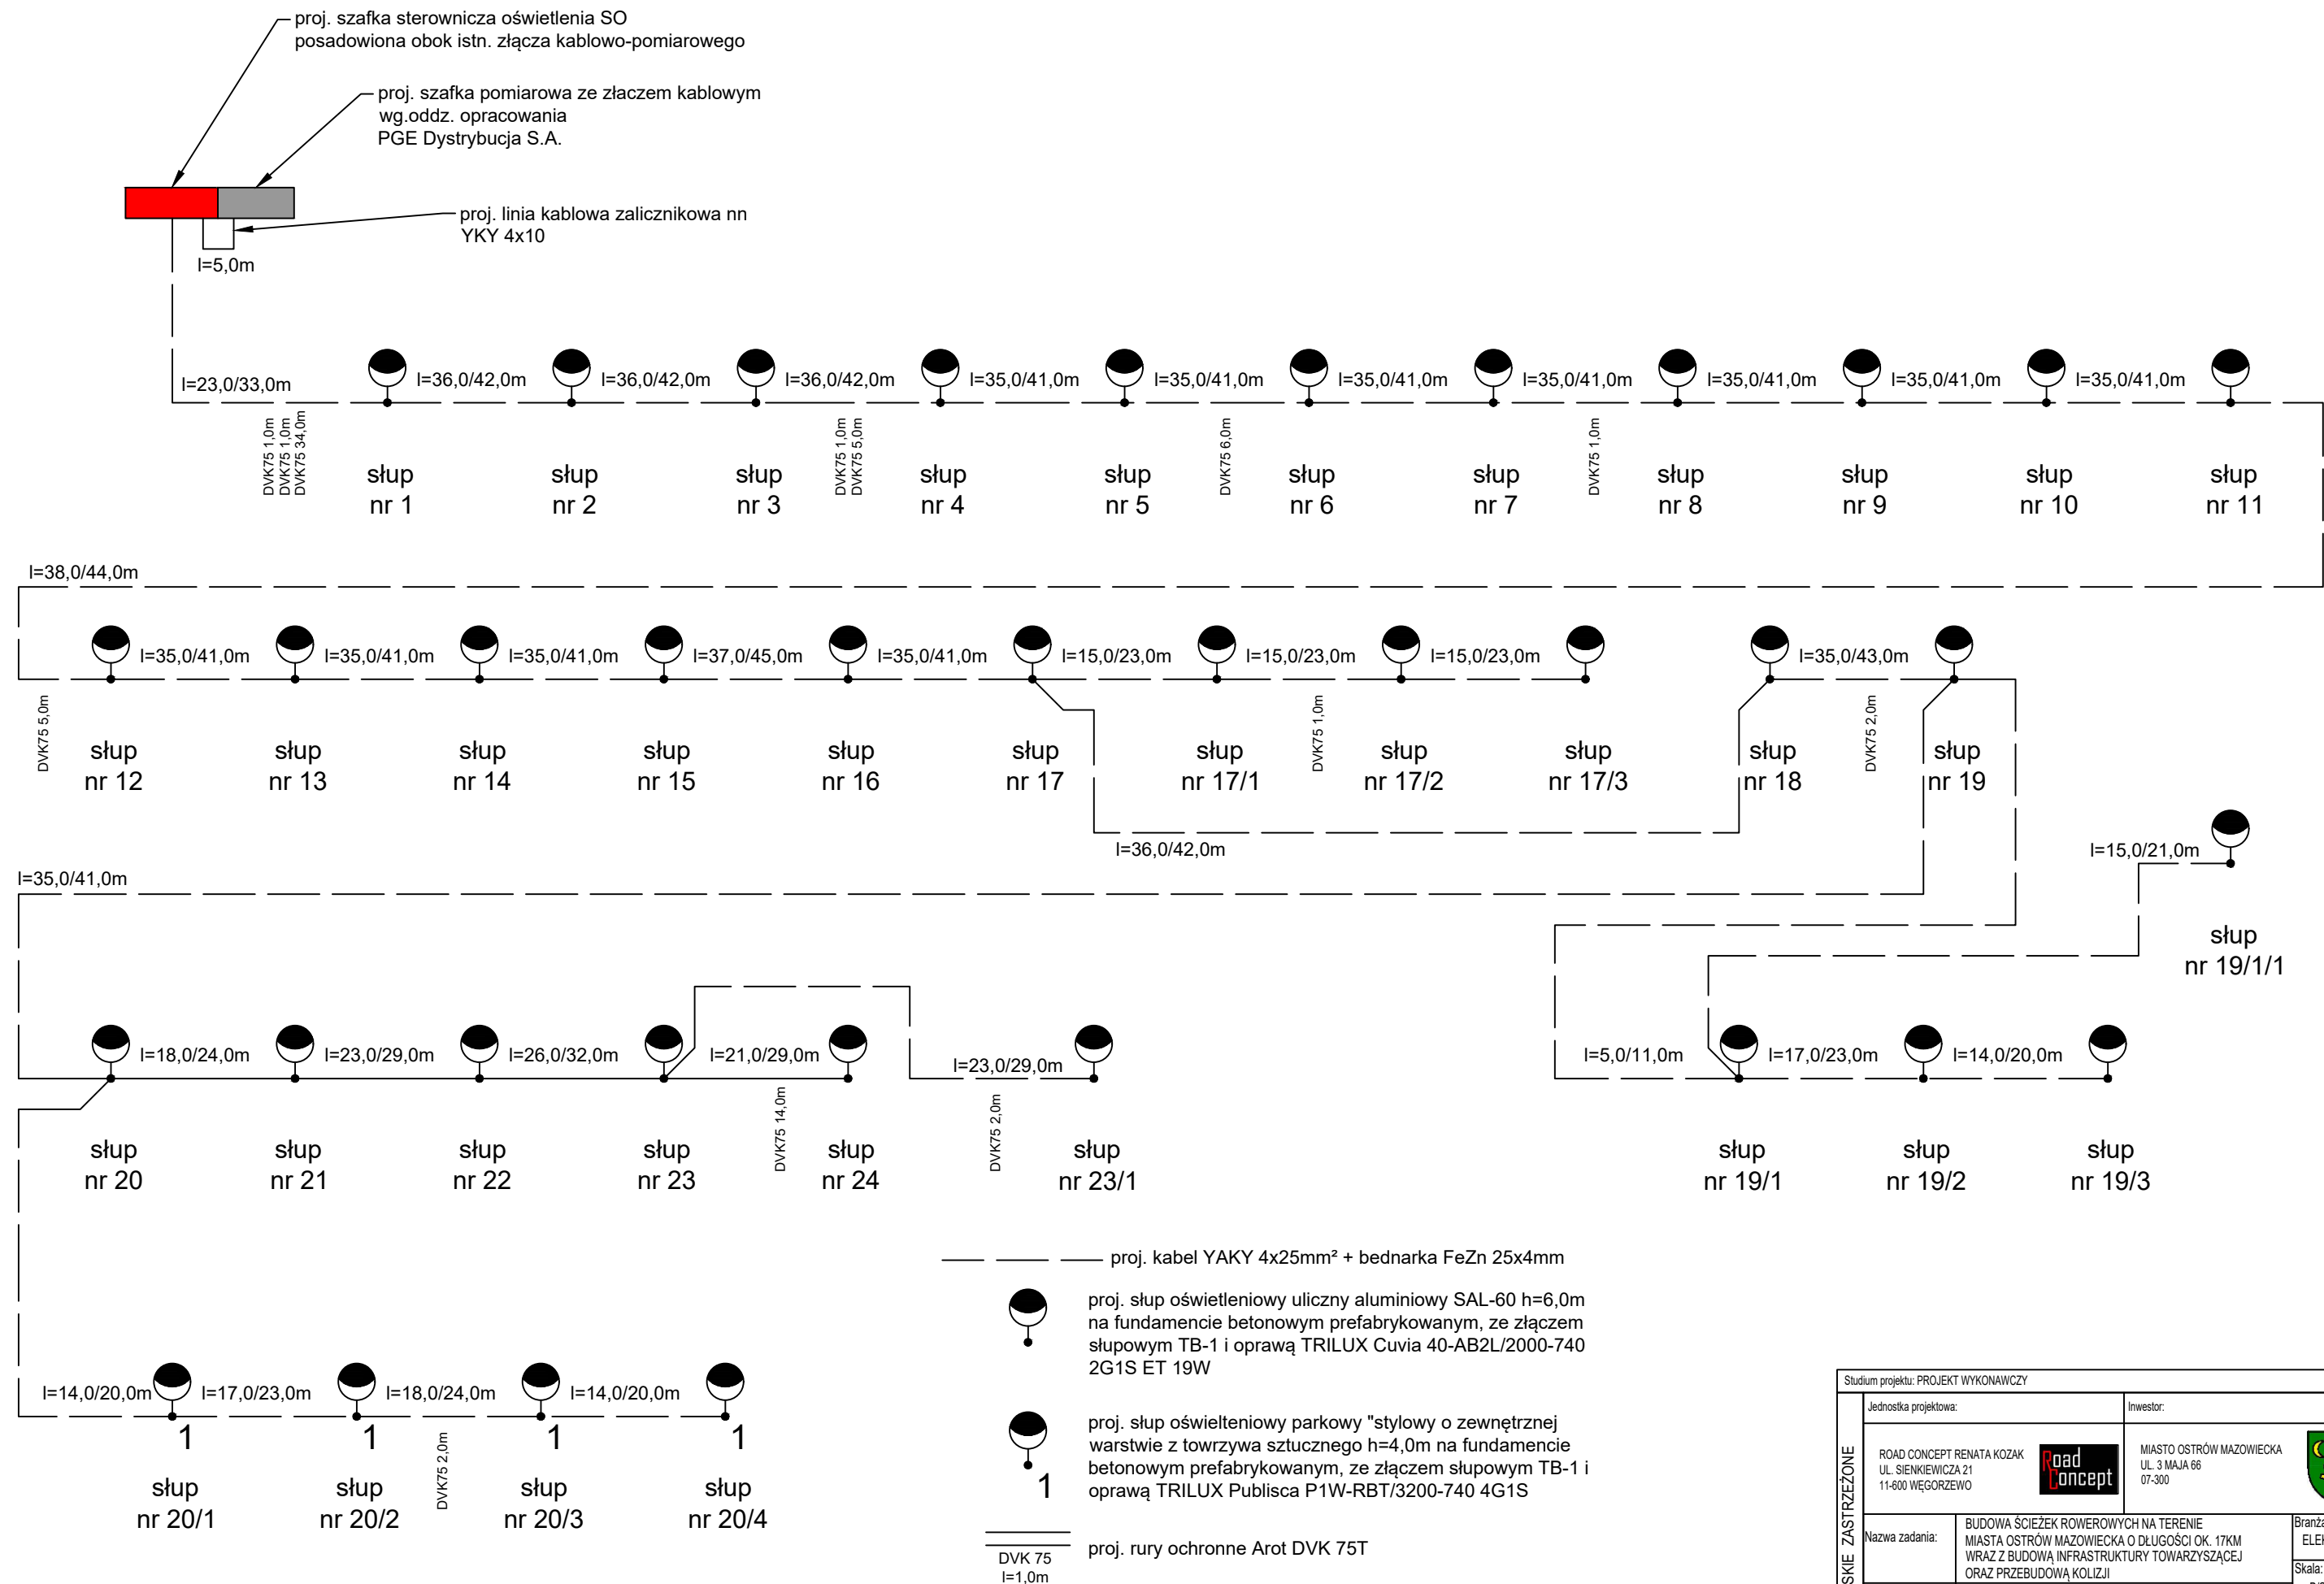 proj. szafka sterownicza oświetlenia SO
posadowiona obok istn. złącza kablowo-pomiarowego
proj. szafka pomiarowa ze złaczem kablowym
wg.oddz. opracowania
PGE Dystrybucja S.A.
proj. linia kablowa zalicznikowa nn
YKY 4x10
l=5,0m
l=23,0/33,0m
l=36,0/42,0m
l=36,0/42,0m
l=36,0/42,0m
l=35,0/41,0m
l=35,0/41,0m
l=35,0/41,0m
l=35,0/41,0m
l=35,0/41,0m
l=35,0/41,0m
l=35,0/41,0m
DVK75 1,0m
DVK75 1,0m
DVK75 34,0m
DVK75 1,0m
DVK75 5,0m
DVK75 6,0m
DVK75 1,0m
słup
nr 1
słup
nr 2
słup
nr 3
słup
nr 4
słup
nr 5
słup
nr 6
słup
nr 7
słup
nr 8
słup
nr 9
słup
nr 10
słup
nr 11
l=38,0/44,0m
l=35,0/41,0m
l=35,0/41,0m
l=35,0/41,0m
l=37,0/45,0m
l=35,0/41,0m
l=15,0/23,0m
l=15,0/23,0m
l=15,0/23,0m
l=35,0/43,0m
DVK75 5,0m
DVK75 1,0m
DVK75 2,0m
słup
nr 12
słup
nr 13
słup
nr 14
słup
nr 15
słup
nr 16
słup
nr 17
słup
nr 17/1
słup
nr 17/2
słup
nr 17/3
słup
nr 18
słup
nr 19
l=36,0/42,0m
l=15,0/21,0m
słup
nr 19/1/1
l=35,0/41,0m
l=18,0/24,0m
l=23,0/29,0m
l=26,0/32,0m
l=21,0/29,0m
l=23,0/29,0m
l=5,0/11,0m
l=17,0/23,0m
l=14,0/20,0m
DVK75 14,0m
DVK75 2,0m
słup
nr 20
słup
nr 21
słup
nr 22
słup
nr 23
słup
nr 24
słup
nr 23/1
słup
nr 19/1
słup
nr 19/2
słup
nr 19/3
l=14,0/20,0m
l=17,0/23,0m
l=18,0/24,0m
l=14,0/20,0m
1
1
1
1
DVK75 2,0m
słup
nr 20/1
słup
nr 20/2
słup
nr 20/3
słup
nr 20/4
proj. kabel YAKY 4x25mm² + bednarka FeZn 25x4mm
proj. słup oświetleniowy uliczny aluminiowy SAL-60 h=6,0m
na fundamencie betonowym prefabrykowanym, ze złączem
słupowym TB-1 i oprawą TRILUX Cuvia 40-AB2L/2000-740
2G1S ET 19W
1
proj. słup oświelteniowy parkowy "stylowy o zewnętrznej
warstwie z towrzywa sztucznego h=4,0m na fundamencie
betonowym prefabrykowanym, ze złączem słupowym TB-1 i
oprawą TRILUX Publisca P1W-RBT/3200-740 4G1S
DVK 75
l=1,0m
proj. rury ochronne Arot DVK 75T
Studium projektu: PROJEKT WYKONAWCZY
Jednostka projektowa:
Inwestor:
ROAD CONCEPT RENATA KOZAK
UL. SIENKIEWICZA 21
11-600 WĘGORZEWO
Road
Concept
MIASTO OSTRÓW MAZOWIECKA
UL. 3 MAJA 66
07-300
SKIE ZASTRZEŻONE
Nazwa zadania:
BUDOWA ŚCIEŻEK ROWEROWYCH NA TERENIE
MIASTA OSTRÓW MAZOWIECKA O DŁUGOŚCI OK. 17KM
WRAZ Z BUDOWĄ INFRASTRUKTURY TOWARZYSZĄCEJ
ORAZ PRZEBUDOWĄ KOLIZJI
Skala: